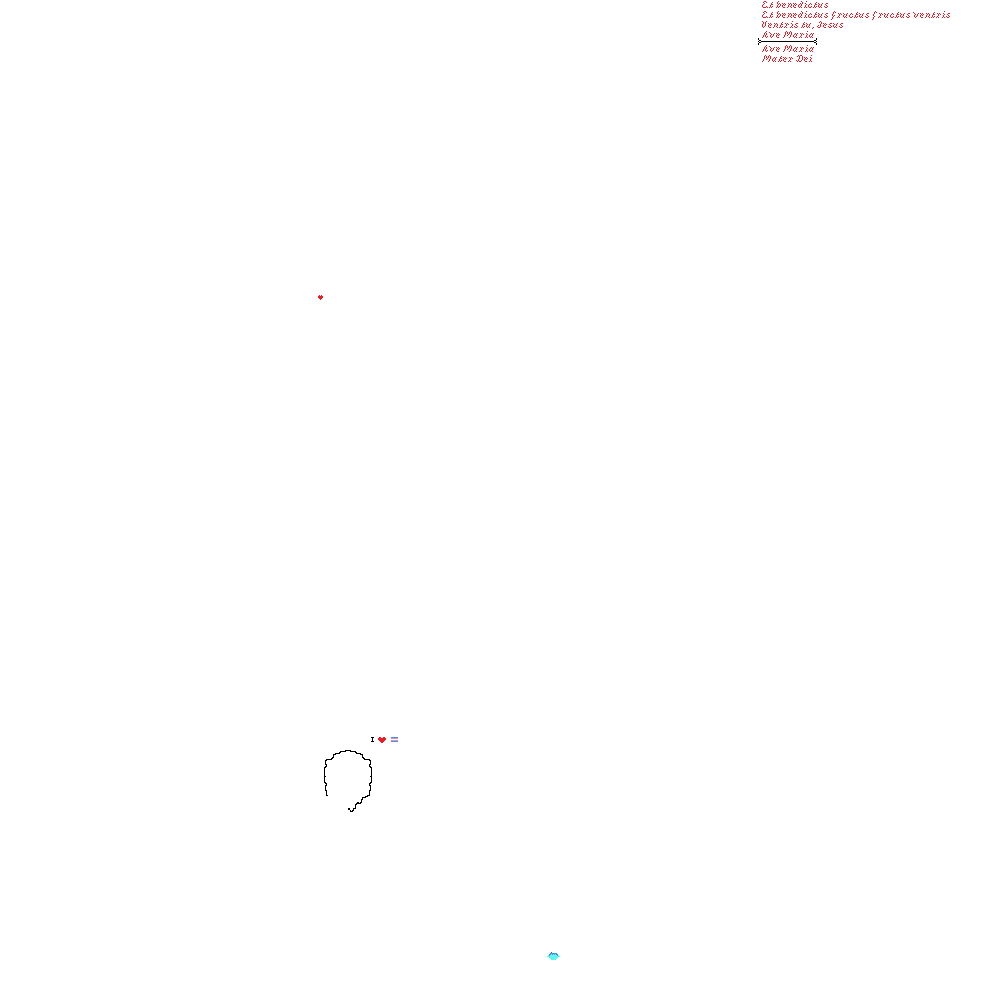 Et benedictus
Et benedictus fructus fructus ventris
Ventris tu, Jesus
Ave Maria
Ave Maria
Mater Dei
I ♥ =